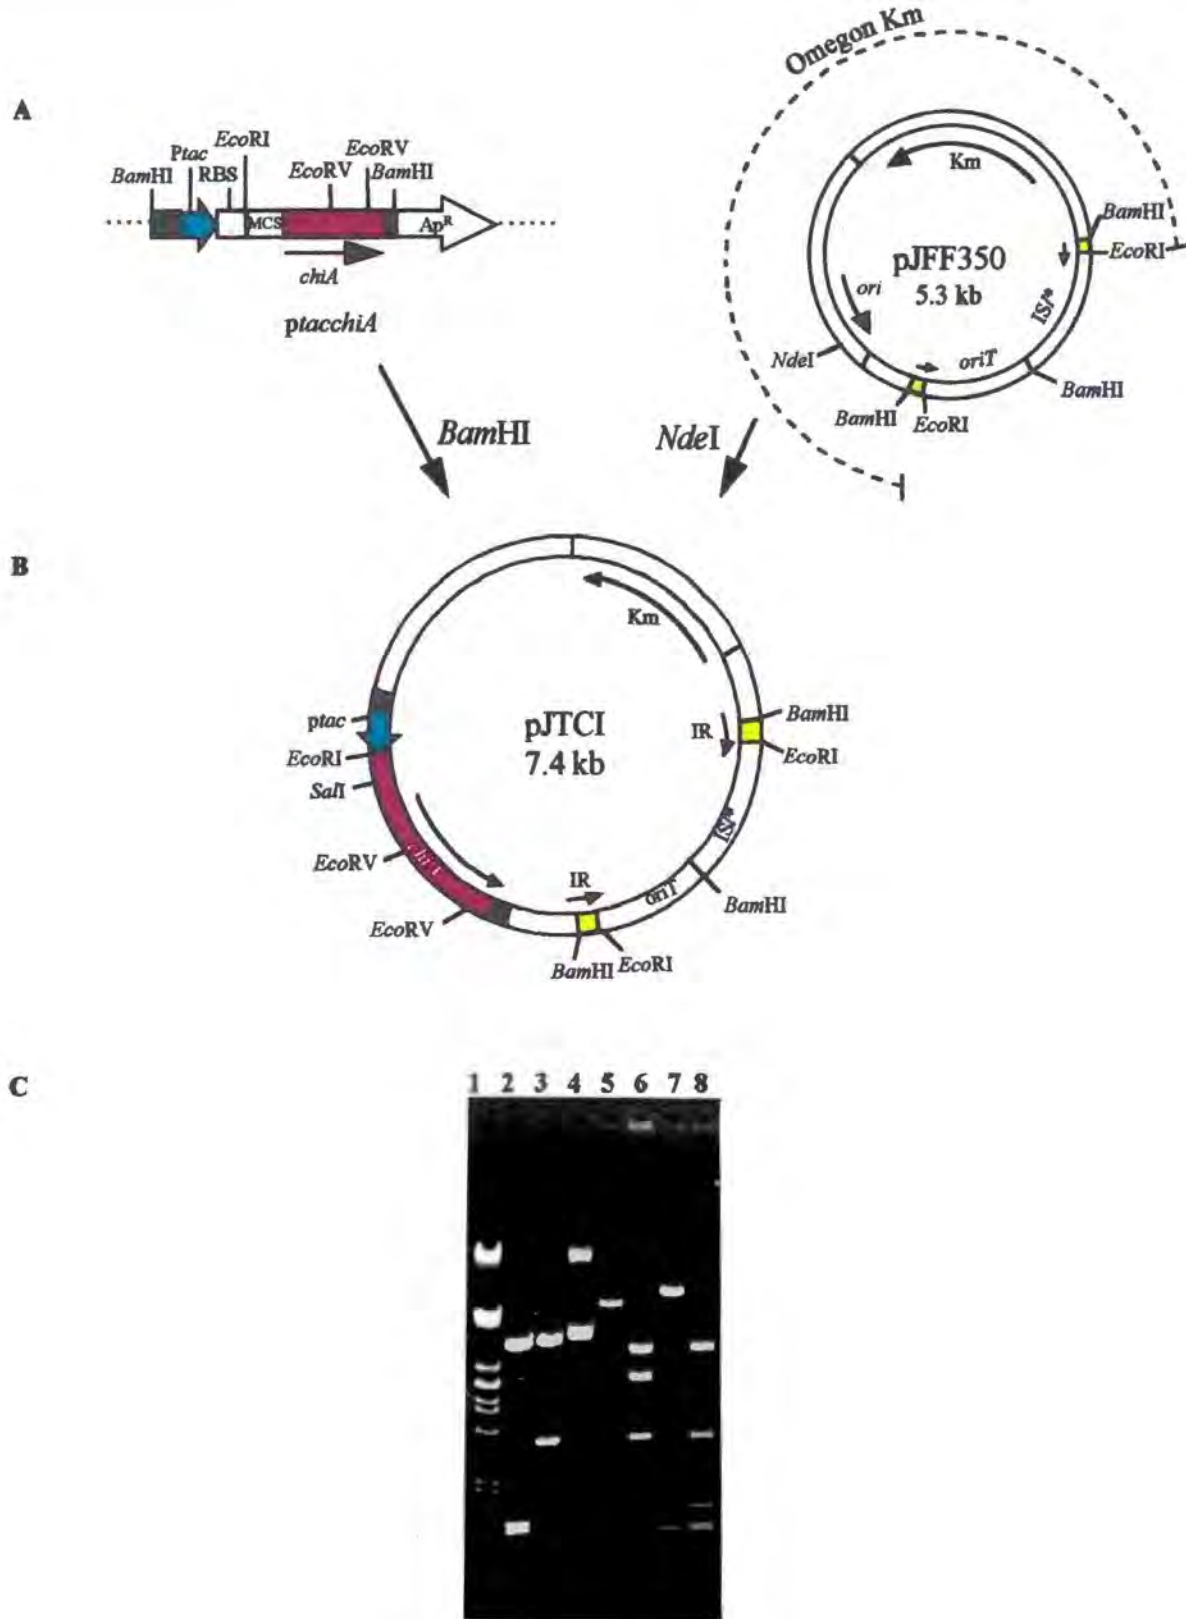 Omegon Km
A
BamHI
Ptac
RBS
EcoRI
EcoRV
EcoRV
BamHI
MCS
ApR
chiA
ptacchiA
Km
pJFF350
5.3 kb
BamHI
EcoRI
IS1*
ori
NdeI
oriT
BamHI
BamHI
EcoRI
BamHI
NdeI
B
Km
ptac
EcoRI
SalI
EcoRV
EcoRV
pJTCI
7.4 kb
IR
BamHI
EcoRI
IS1*
IR
oriT
BamHI
BamHI
EcoRI
C
1 2 3 4 5 6 7 8